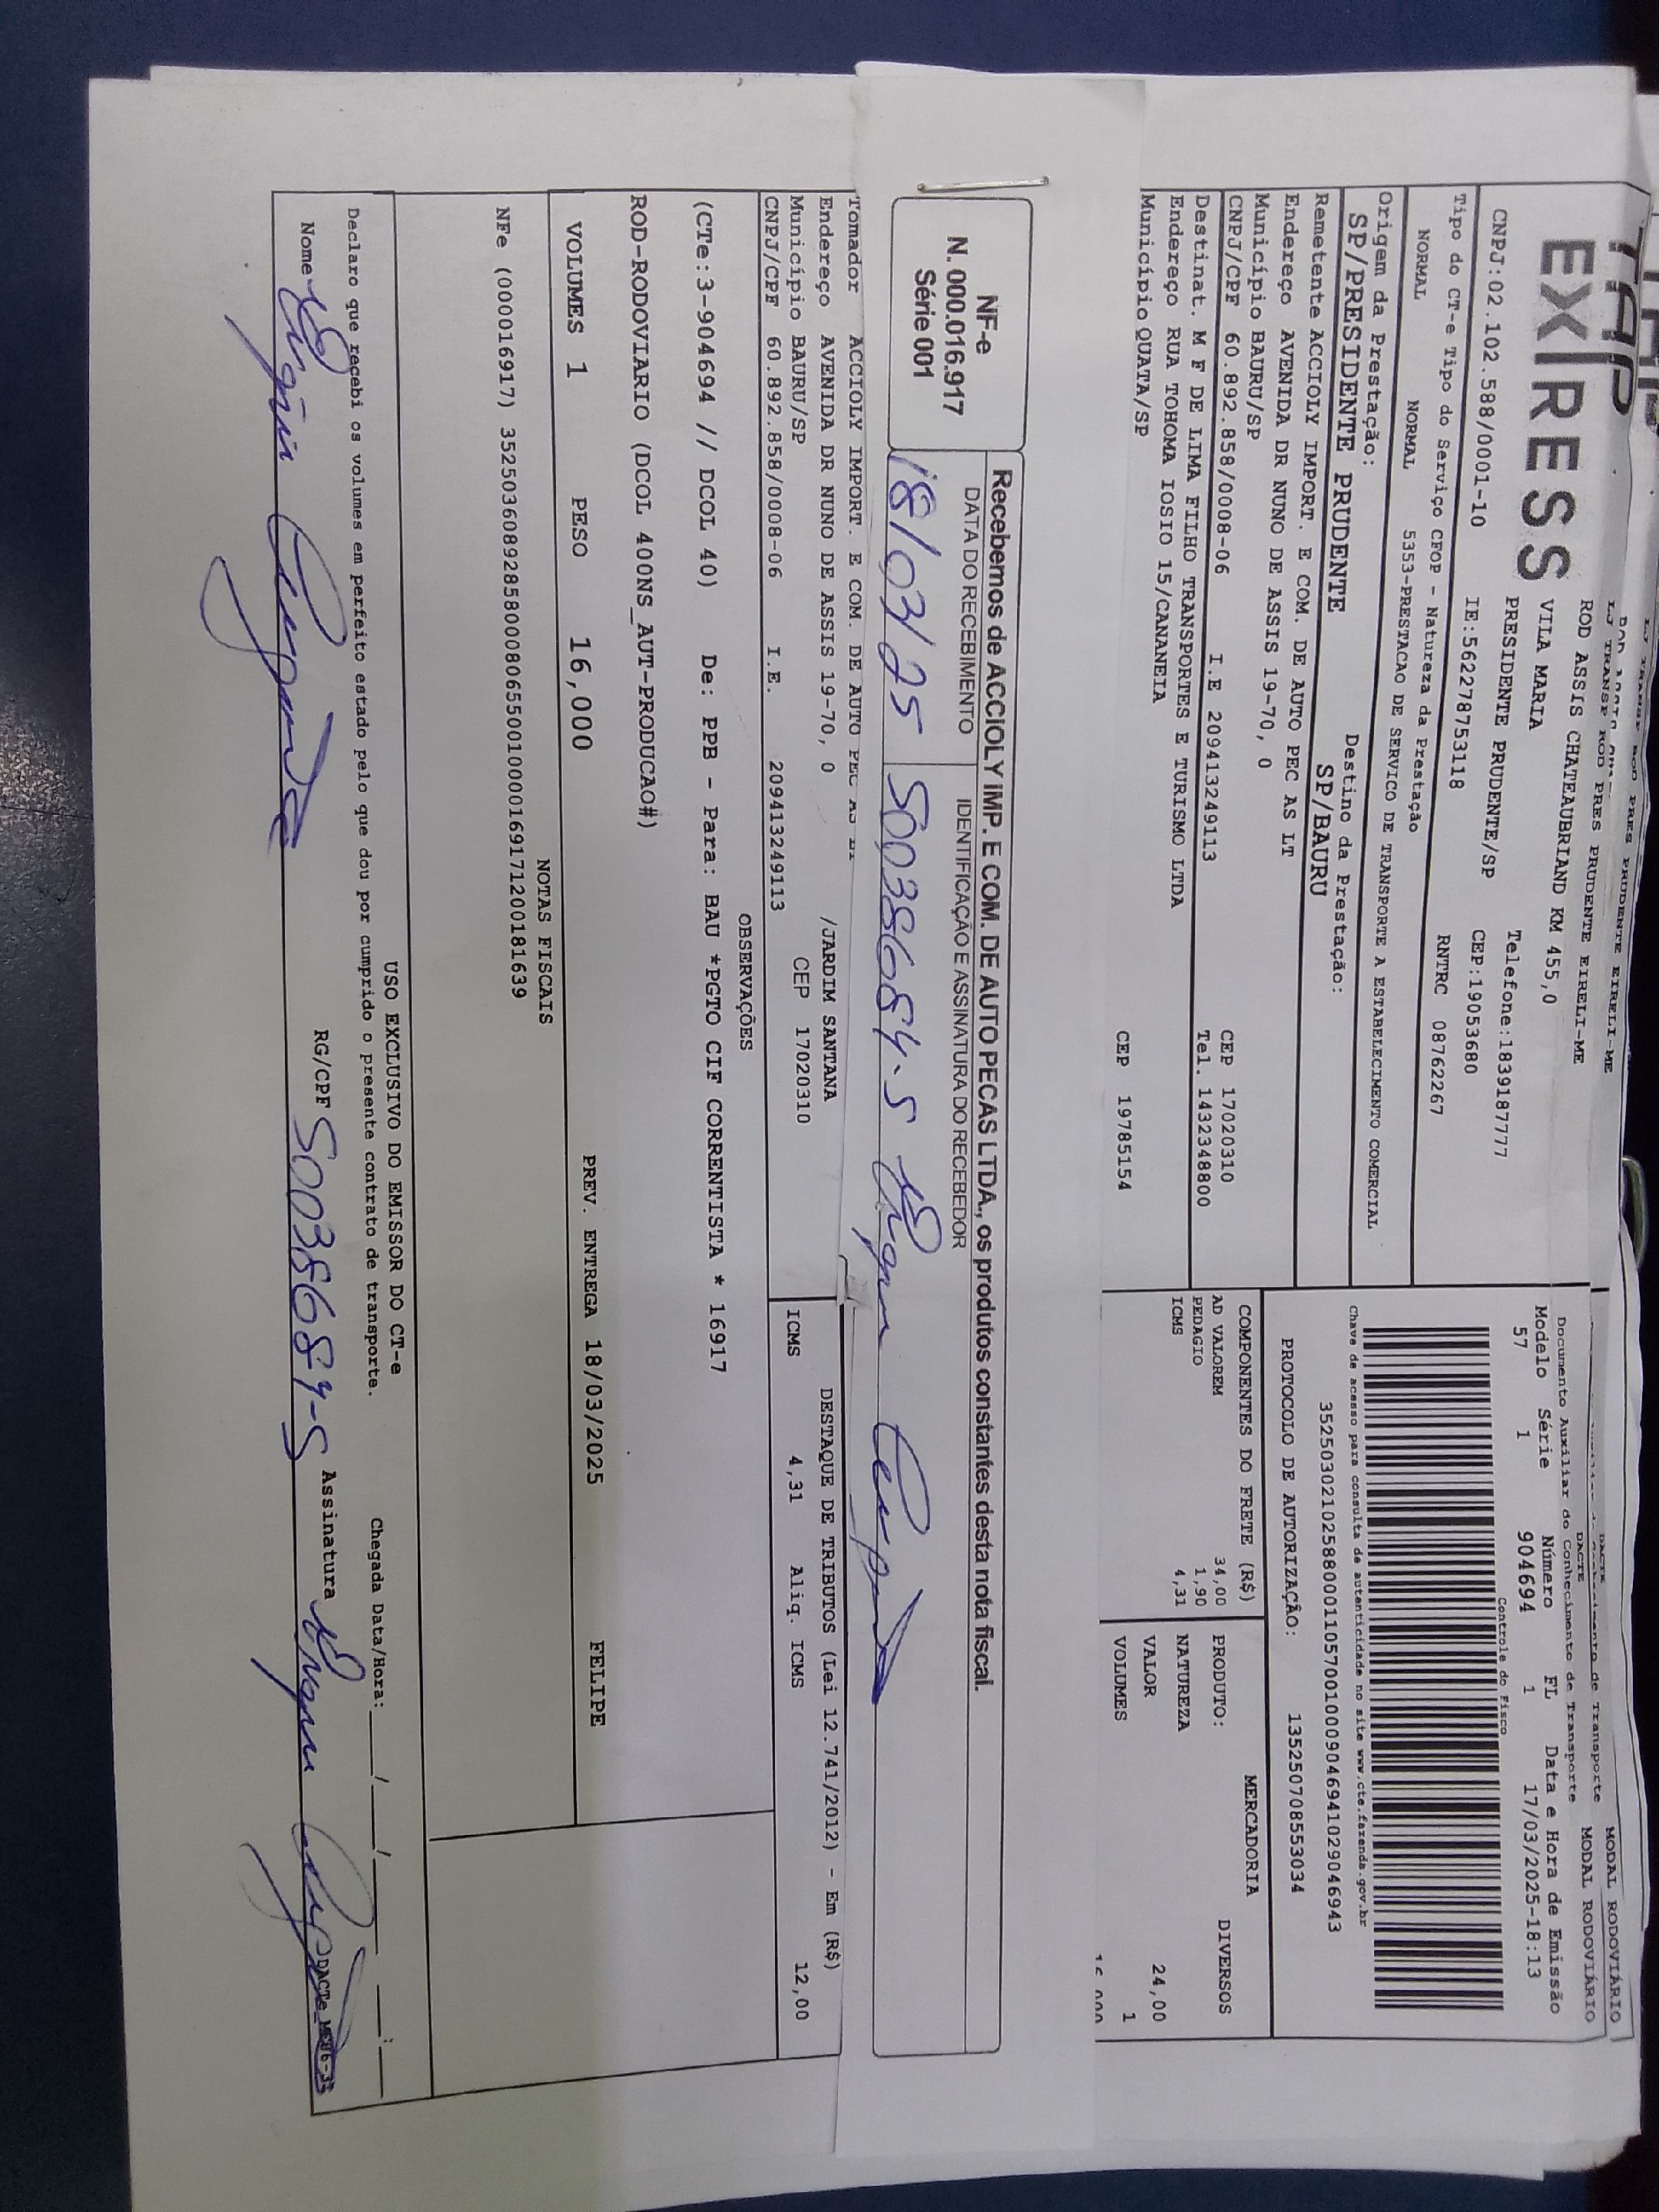 TAP
EX|RESS
ROD ASSIS CHATEAUBRIAND KM 455,0
VILA MARIA
PRESIDENTE PRUDENTE/SP
Telefone:1839187777
CNPJ:02.102.588/0001-10
IE:562278753118
CEP:19053680
Tipo do CT-e Tipo do Serviço CFOP - Natureza da Prestação
RNTRC 08762267
NORMAL NORMAL 5353-PRESTACAO DE SERVICO DE TRANSPORTE A ESTABELECIMENTO COMERCIAL
Origem da Prestação:
SP/PRESIDENTE PRUDENTE
Destino da Prestação:
SP/BAURU
Remetente ACCIOLY IMPORT. E COM. DE AUTO PEC AS LT
Endereço AVENIDA DR NUNO DE ASSIS 19-70, 0
Município BAURU/SP
CEP 17020310
CNPJ/CPF 60.892.858/0008-06 I.E 209413249113
Tel. 1432348800
Destinat. M F DE LIMA FILHO TRANSPORTES E TURISMO LTDA
Endereço RUA TOHOMA IOSIO 15/CANANEIA
Município QUATA/SP
CEP 19785154
MODAL RODOVIÁRIO
MODAL RODOVIÁRIO
Documento Auxiliar do Conhecimento de Transporte
Modelo Série Número FL Data e Hora de Emissão
57 1 904694 1 17/03/2025-18:13
Controle do Fisco
Chave de acesso para consulta de autenticidade no site www.cte.fazenda.gov.br
35250302102588000110570010009046941029046943
PROTOCOLO DE AUTORIZAÇÃO: 135250708553034
COMPONENTES DO FRETE (R$)
AD VALOREM 34,00
PEDAGIO 1,90
ICMS 4,31
MERCADORIA
PRODUTO: DIVERSOS
NATUREZA
VALOR 24,00
VOLUMES 1
NF-e
N. 000.016.917
Série 001
Recebemos de ACCIOLY IMP. E COM. DE AUTO PECAS LTDA., os produtos constantes desta nota fiscal.
DATA DO RECEBIMENTO
IDENTIFICAÇÃO E ASSINATURA DO RECEBEDOR
18/03/25 50038684-5
Tomador ACCIOLY IMPORT. E COM. DE AUTO PEC
Endereço AVENIDA DR NUNO DE ASSIS 19-70, 0 /JARDIM SANTANA
Município BAURU/SP CEP 17020310
CNPJ/CPF 60.892.858/0008-06 I.E. 209413249113
DESTAQUE DE TRIBUTOS (Lei 12.741/2012) - Em (R$)
ICMS 4,31 Aliq. ICMS 12,00
OBSERVAÇÕES
(CTe:3-904694 // DCOL 40) De: PPB - Para: BAU *PGTO CIF CORRENTISTA * 16917
ROD-RODOVIARIO (DCOL 400NS_AUT-PRODUCAO#)
VOLUMES 1 PESO 16,000 PREV. ENTREGA 18/03/2025 FELIPE
NOTAS FISCAIS
NFe (000016917) 35250360892858000806550010000169171200181639
USO EXCLUSIVO DO EMISSOR DO CT-e
Declaro que recebi os volumes em perfeito estado pelo que dou por cumprido o presente contrato de transporte.
Chegada Data/Hora: ___/___/___ ___:___
Nome RG/CPF 50038684-5 Assinatura